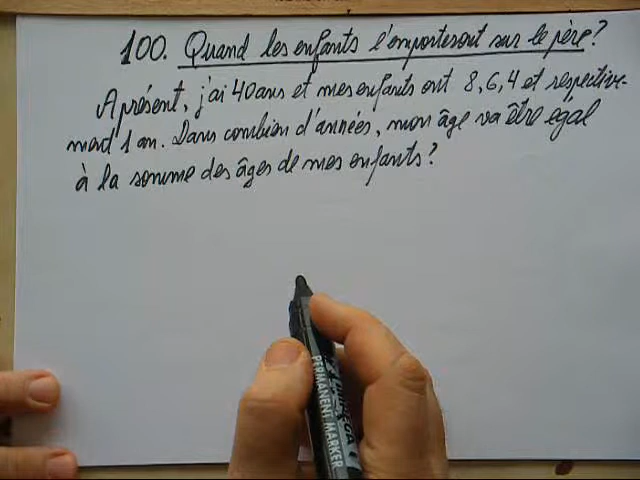 100. Quand les enfants l'emporteront sur le père?
A présent, j'ai 40 ans et mes enfants ont 8, 6, 4 et respective-
ment 1 an. Dans combien d'années, mon âge va être égal
à la somme des âges de mes enfants?
PERMANENT MARKER